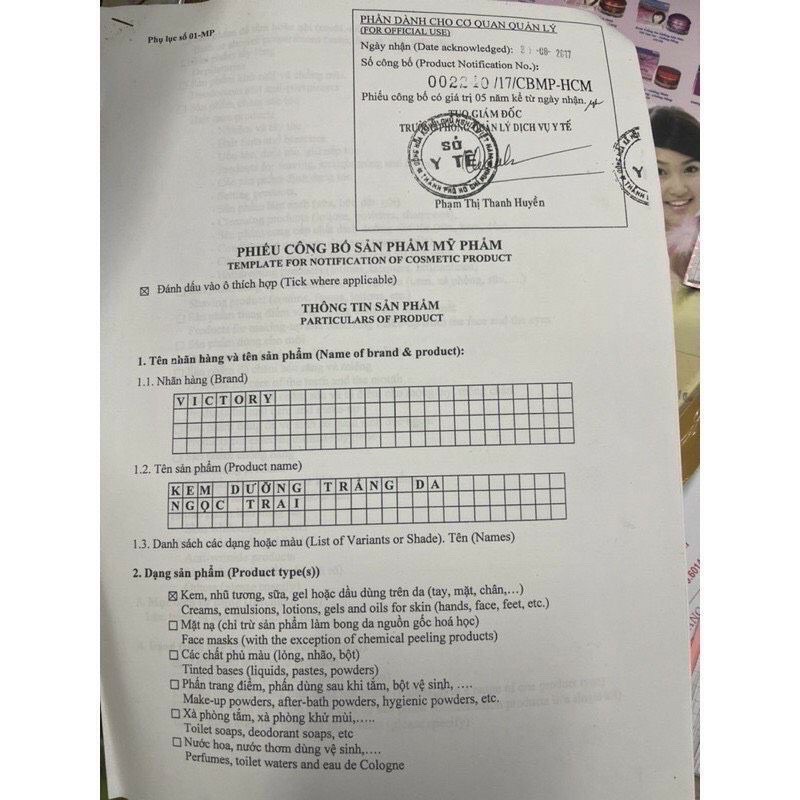 Phụ lục số 01-MP
PHẦN DÀNH CHO CƠ QUAN QUẢN LÝ
(FOR OFFICIAL USE)
Ngày nhận (Date acknowledged): -08- 2017
Số công bố (Product Notification No.):
002240/17/CBMP-HCM
Phiếu công bố có giá trị 05 năm kể từ ngày nhận.
TUQ GIÁM ĐỐC
TRƯỞNG PHÒNG QUẢN LÝ DỊCH VỤ Y TẾ
SỞ
Y TẾ
Phạm Thị Thanh Huyền
PHIẾU CÔNG BỐ SẢN PHẨM MỸ PHẨM
TEMPLATE FOR NOTIFICATION OF COSMETIC PRODUCT
☒ Đánh dấu vào ô thích hợp (Tick where applicable)
THÔNG TIN SẢN PHẨM
PARTICULARS OF PRODUCT
1. Tên nhãn hàng và tên sản phẩm (Name of brand & product):
1.1. Nhãn hàng (Brand)
VICTORY
1.2. Tên sản phẩm (Product name)
KEM DƯỠNG TRẮNG DA
NGỌC TRAI
1.3. Danh sách các dạng hoặc màu (List of Variants or Shade). Tên (Names)
2. Dạng sản phẩm (Product type(s))
☒ Kem, nhũ tương, sữa, gel hoặc dầu dùng trên da (tay, mặt, chân,…)
Creams, emulsions, lotions, gels and oils for skin (hands, face, feet, etc.)
☐ Mặt nạ (chỉ trừ sản phẩm làm bong da nguồn gốc hoá học)
Face masks (with the exception of chemical peeling products)
☐ Các chất phủ màu (lỏng, nhão, bột)
Tinted bases (liquids, pastes, powders)
☐ Phấn trang điểm, phấn dùng sau khi tắm, bột vệ sinh, ….
Make-up powders, after-bath powders, hygienic powders, etc.
☐ Xà phòng tắm, xà phòng khử mùi,…..
Toilet soaps, deodorant soaps, etc
☐ Nước hoa, nước thơm dùng vệ sinh,….
Perfumes, toilet waters and eau de Cologne